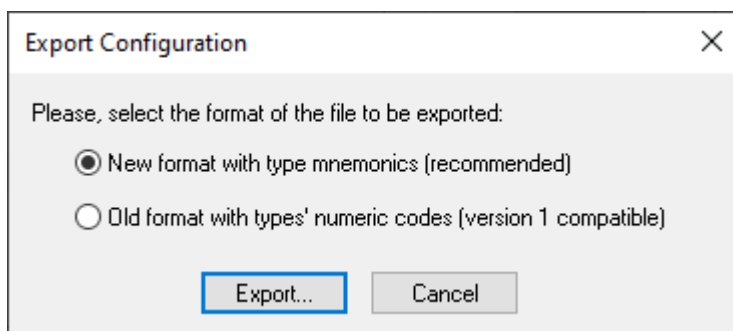 Export Configuration
Please, select the format of the file to be exported:
New format with type mnemonics (recommended)
Old format with types' numeric codes (version 1 compatible)
Export... Cancel